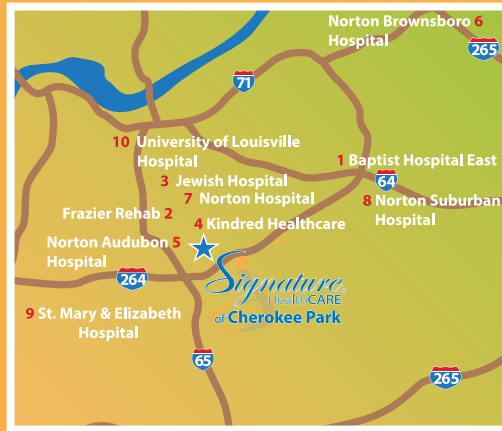 Norton Brownsboro 6
Hospital
265
71
10 University of Louisville
Hospital
1 Baptist Hospital East
3 Jewish Hospital
64
7 Norton Hospital
8 Norton Suburban
Hospital
Frazier Rehab 2
4 Kindred Healthcare
Norton Audubon 5
Hospital
264
Signature®
HealthCARE
of Cherokee Park
9 St. Mary & Elizabeth
Hospital
65
265